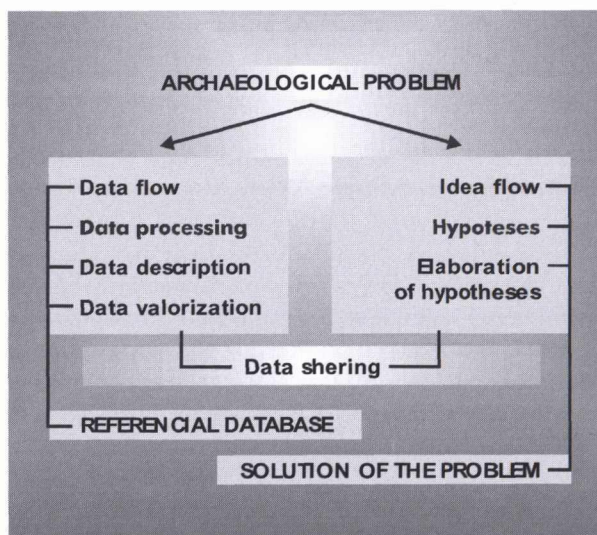 ARCHAEOLOGICAL PROBLEM
Data flow
Data processing
Data description
Data valorization
Idea flow
Hypoteses
Elaboration
of hypotheses
Data shering
REFERENCIAL DATABASE
SOLUTION OF THE PROBLEM